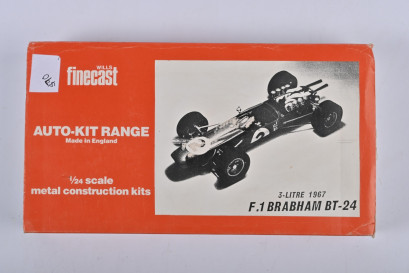 WILLS
finecast
AUTO-KIT RANGE
Made in England
1/24 scale
metal construction kits
3-LITRE 1967
F.1 BRABHAM BT-24